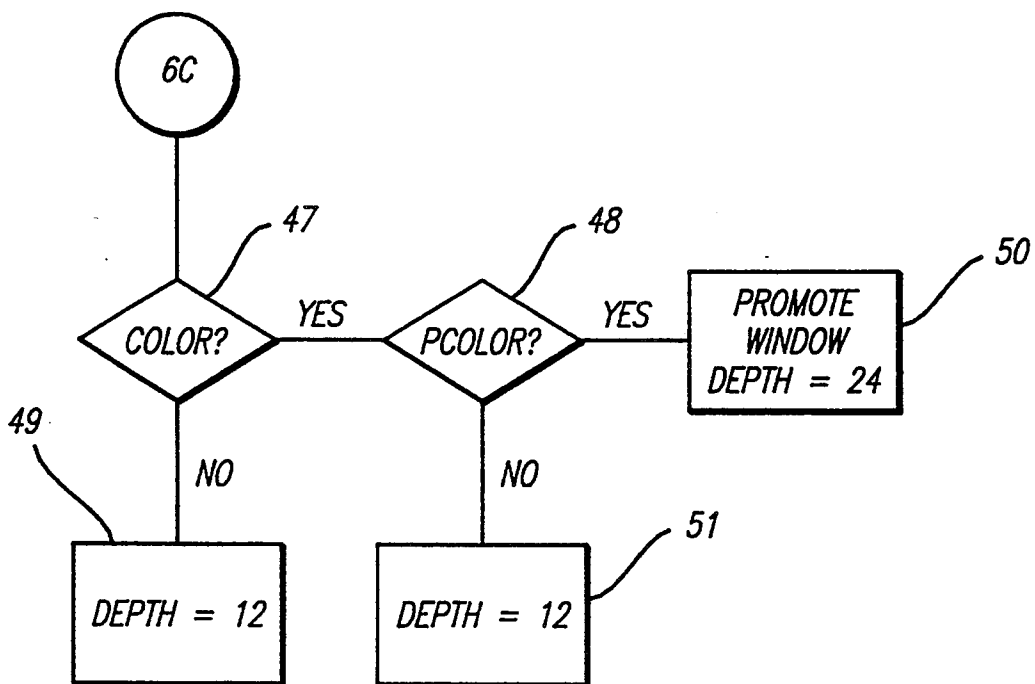 6C
47
48
50
COLOR?
YES
PCOLOR?
YES
PROMOTE
WINDOW
DEPTH = 24
49
NO
NO
51
DEPTH = 12
DEPTH = 12